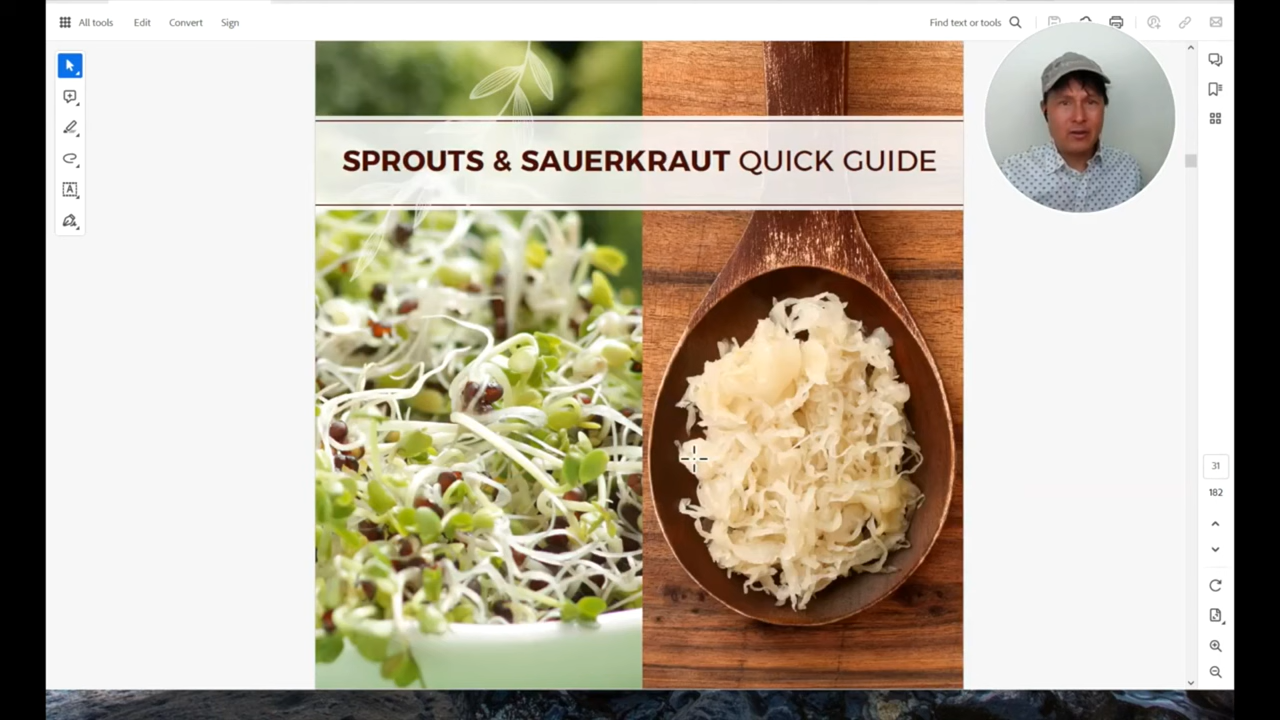 All tools Edit Convert Sign Find text or tools
SPROUTS & SAUERKRAUT QUICK GUIDE
31
182